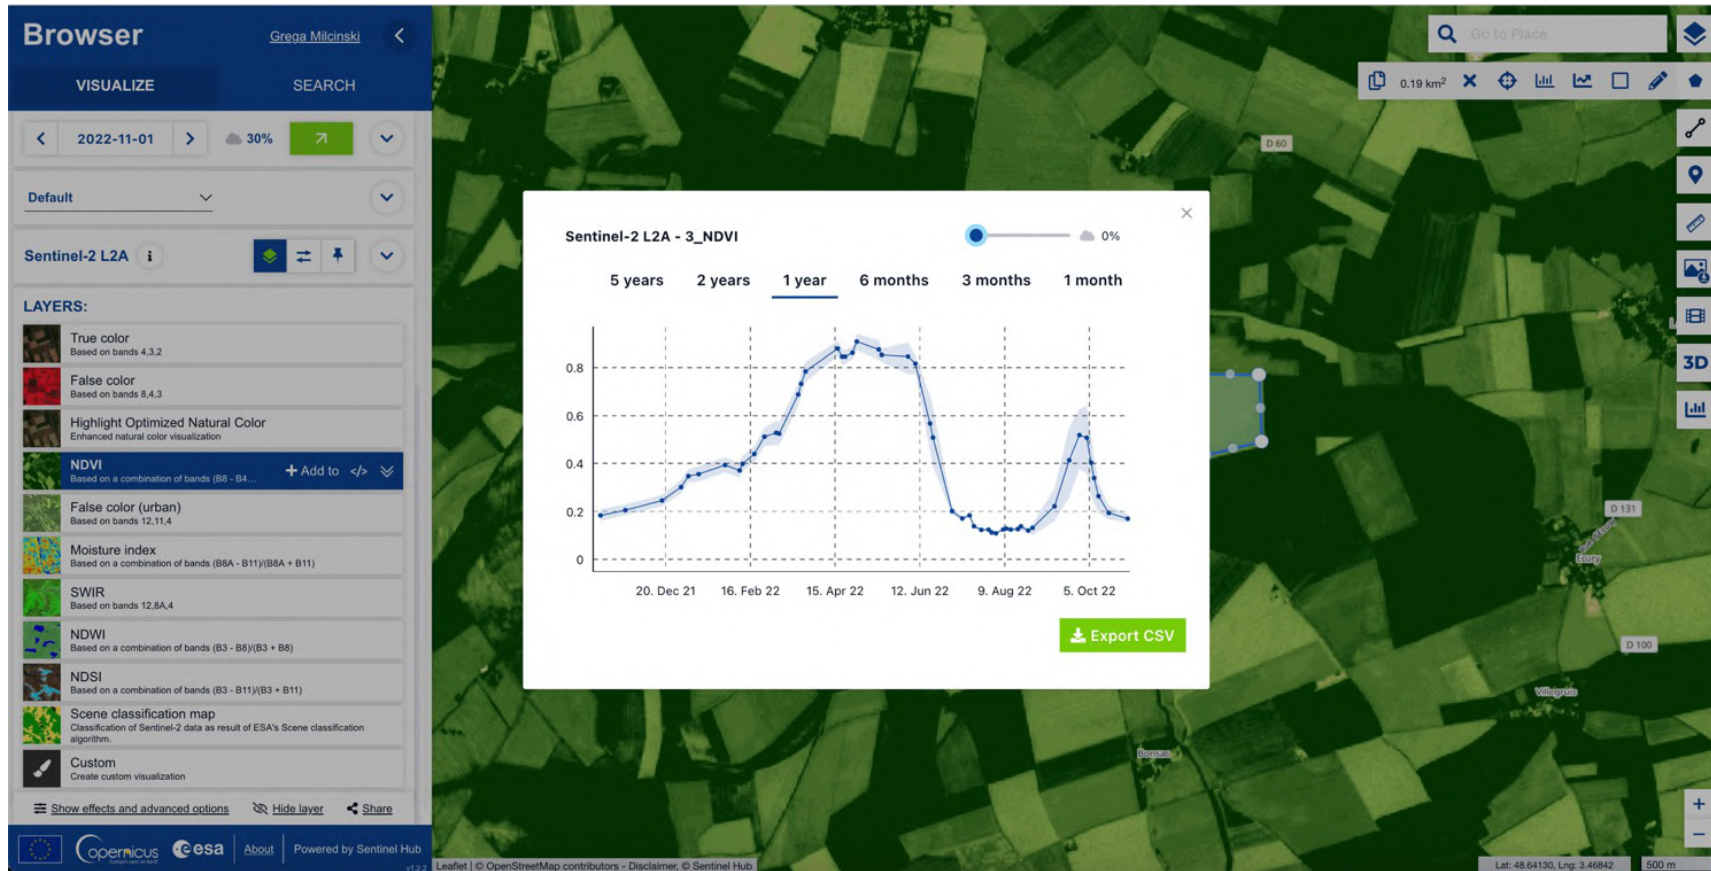 Browser
Grega Milcinski
VISUALIZE
SEARCH
2022-11-01
30%
Default
Sentinel-2 L2A
i
LAYERS:
True color
Based on bands 4,3,2
False color
Based on bands 8,4,3
Highlight Optimized Natural Color
Enhanced natural color visualization
NDVI
Based on a combination of bands (B8 - B4...
Add to </>
False color (urban)
Based on bands 12,11,4
Moisture index
Based on a combination of bands (B8A - B11)/(B8A + B11)
SWIR
Based on bands 12,8A,4
NDWI
Based on a combination of bands (B3 - B8)/(B3 + B8)
NDSI
Based on a combination of bands (B3 - B11)/(B3 + B11)
Scene classification map
Classification of Sentinel-2 data as result of ESA's Scene classification
algorithm.
Custom
Create custom visualization
Show effects and advanced options
Hide layer
Share
opernicus
esa
About
Powered by Sentinel Hub
v1.2.2
Sentinel-2 L2A - 3_NDVI
0%
5 years
2 years
1 year
6 months
3 months
1 month
0.8
0.6
0.4
0.2
0
20. Dec 21
16. Feb 22
15. Apr 22
12. Jun 22
9. Aug 22
5. Oct 22
Export CSV
Go to Place
0.19 km²
3D
D 60
D 131
Ecury
D 100
Villegruis
Bonsac
Leaflet | © OpenStreetMap contributors - Disclaimer, © Sentinel Hub
Lat: 48.64130, Lng: 3.46842
500 m